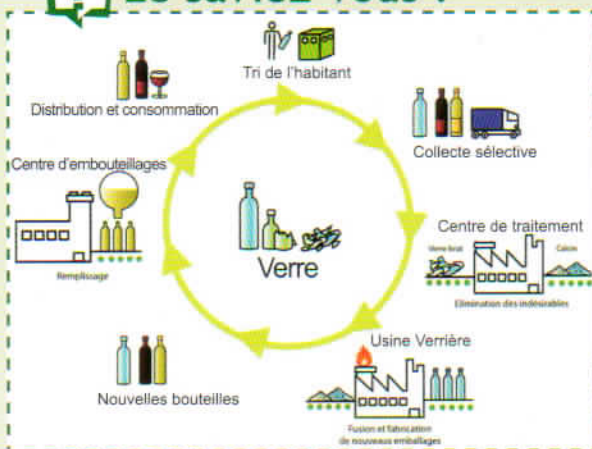 Tri de l'habitant
Distribution et consommation
Collecte sélective
Centre d'embouteillages
Remplissage
Centre de traitement
Verre brut
Calcin
Elimination des indésirables
Verre
Usine Verrière
Fusion et fabrication
de nouveaux emballages
Nouvelles bouteilles